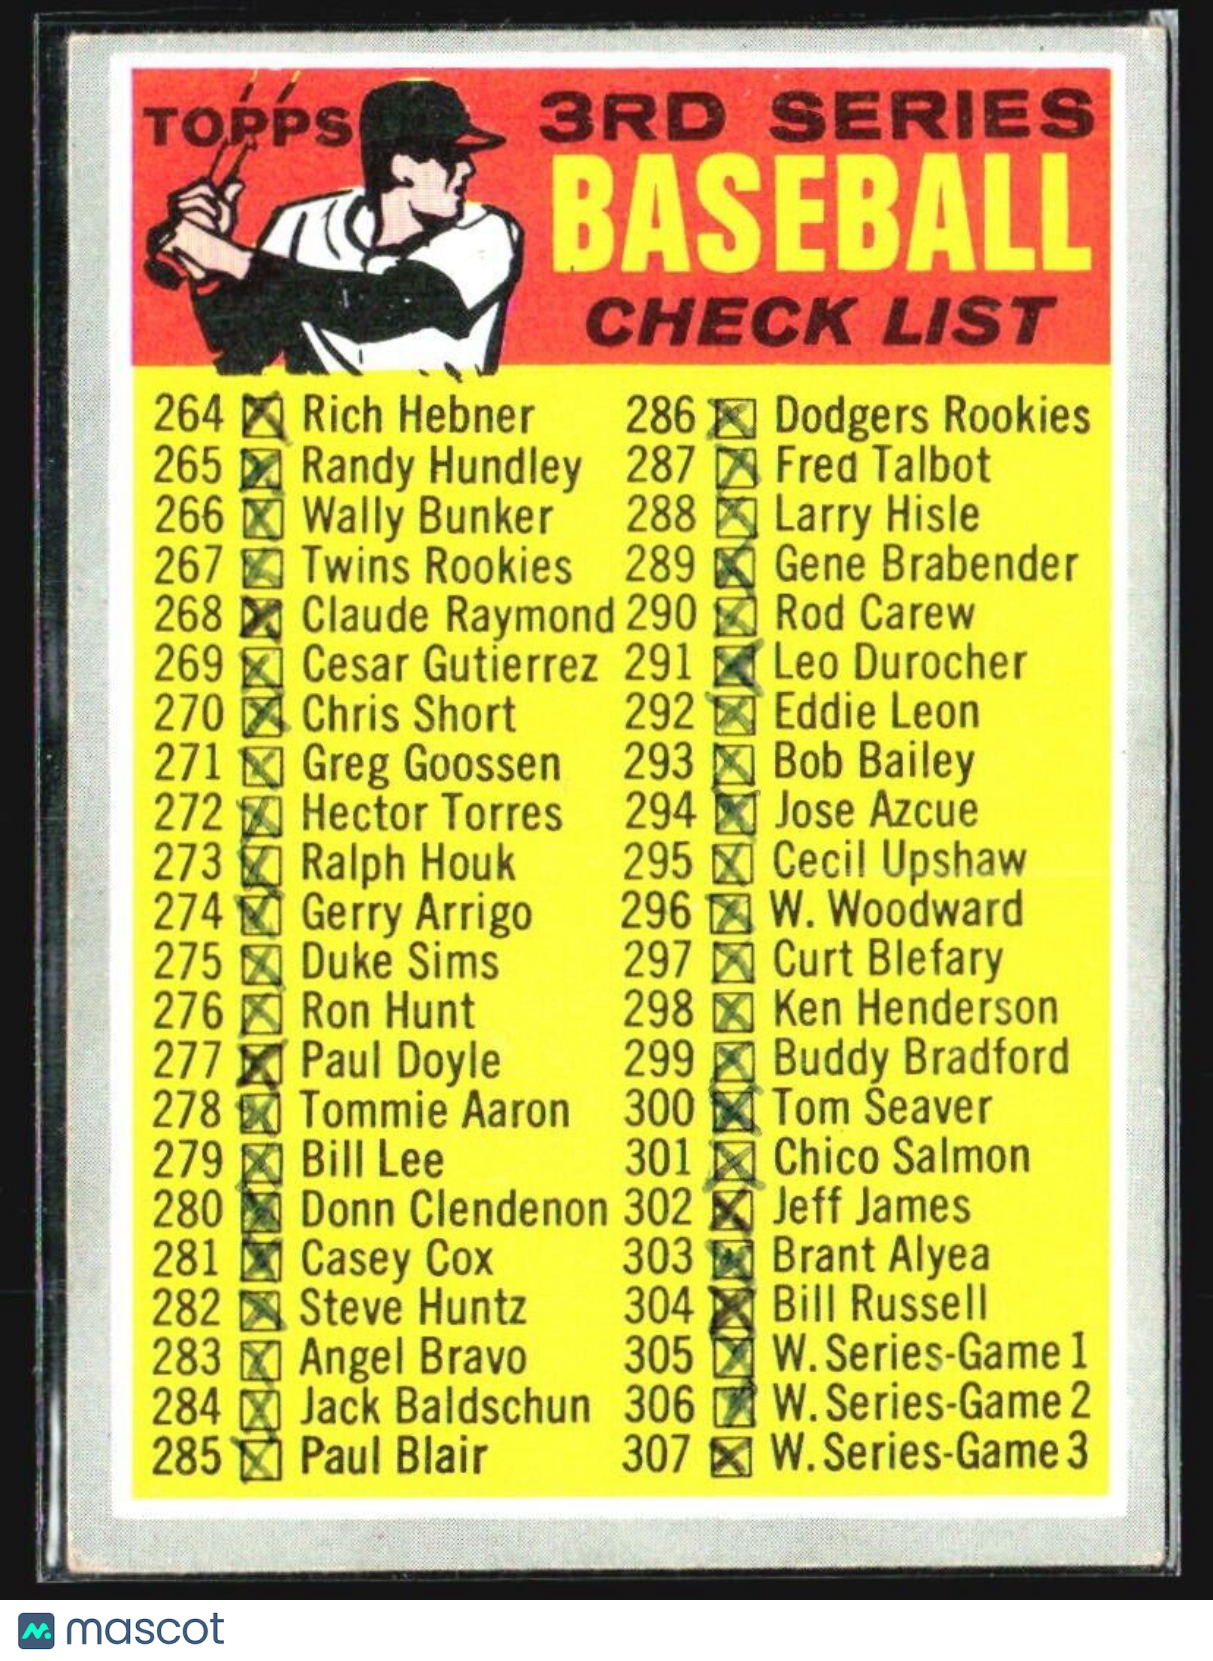 TOPPS
3RD SERIES
BASEBALL
CHECK LIST
264 Rich Hebner
265 Randy Hundley
266 Wally Bunker
267 Twins Rookies
268 Claude Raymond
269 Cesar Gutierrez
270 Chris Short
271 Greg Goossen
272 Hector Torres
273 Ralph Houk
274 Gerry Arrigo
275 Duke Sims
276 Ron Hunt
277 Paul Doyle
278 Tommie Aaron
279 Bill Lee
280 Donn Clendenon
281 Casey Cox
282 Steve Huntz
283 Angel Bravo
284 Jack Baldschun
285 Paul Blair
286 Dodgers Rookies
287 Fred Talbot
288 Larry Hisle
289 Gene Brabender
290 Rod Carew
291 Leo Durocher
292 Eddie Leon
293 Bob Bailey
294 Jose Azcue
295 Cecil Upshaw
296 W. Woodward
297 Curt Blefary
298 Ken Henderson
299 Buddy Bradford
300 Tom Seaver
301 Chico Salmon
302 Jeff James
303 Brant Alyea
304 Bill Russell
305 W. Series-Game 1
306 W. Series-Game 2
307 W. Series-Game 3
mascot